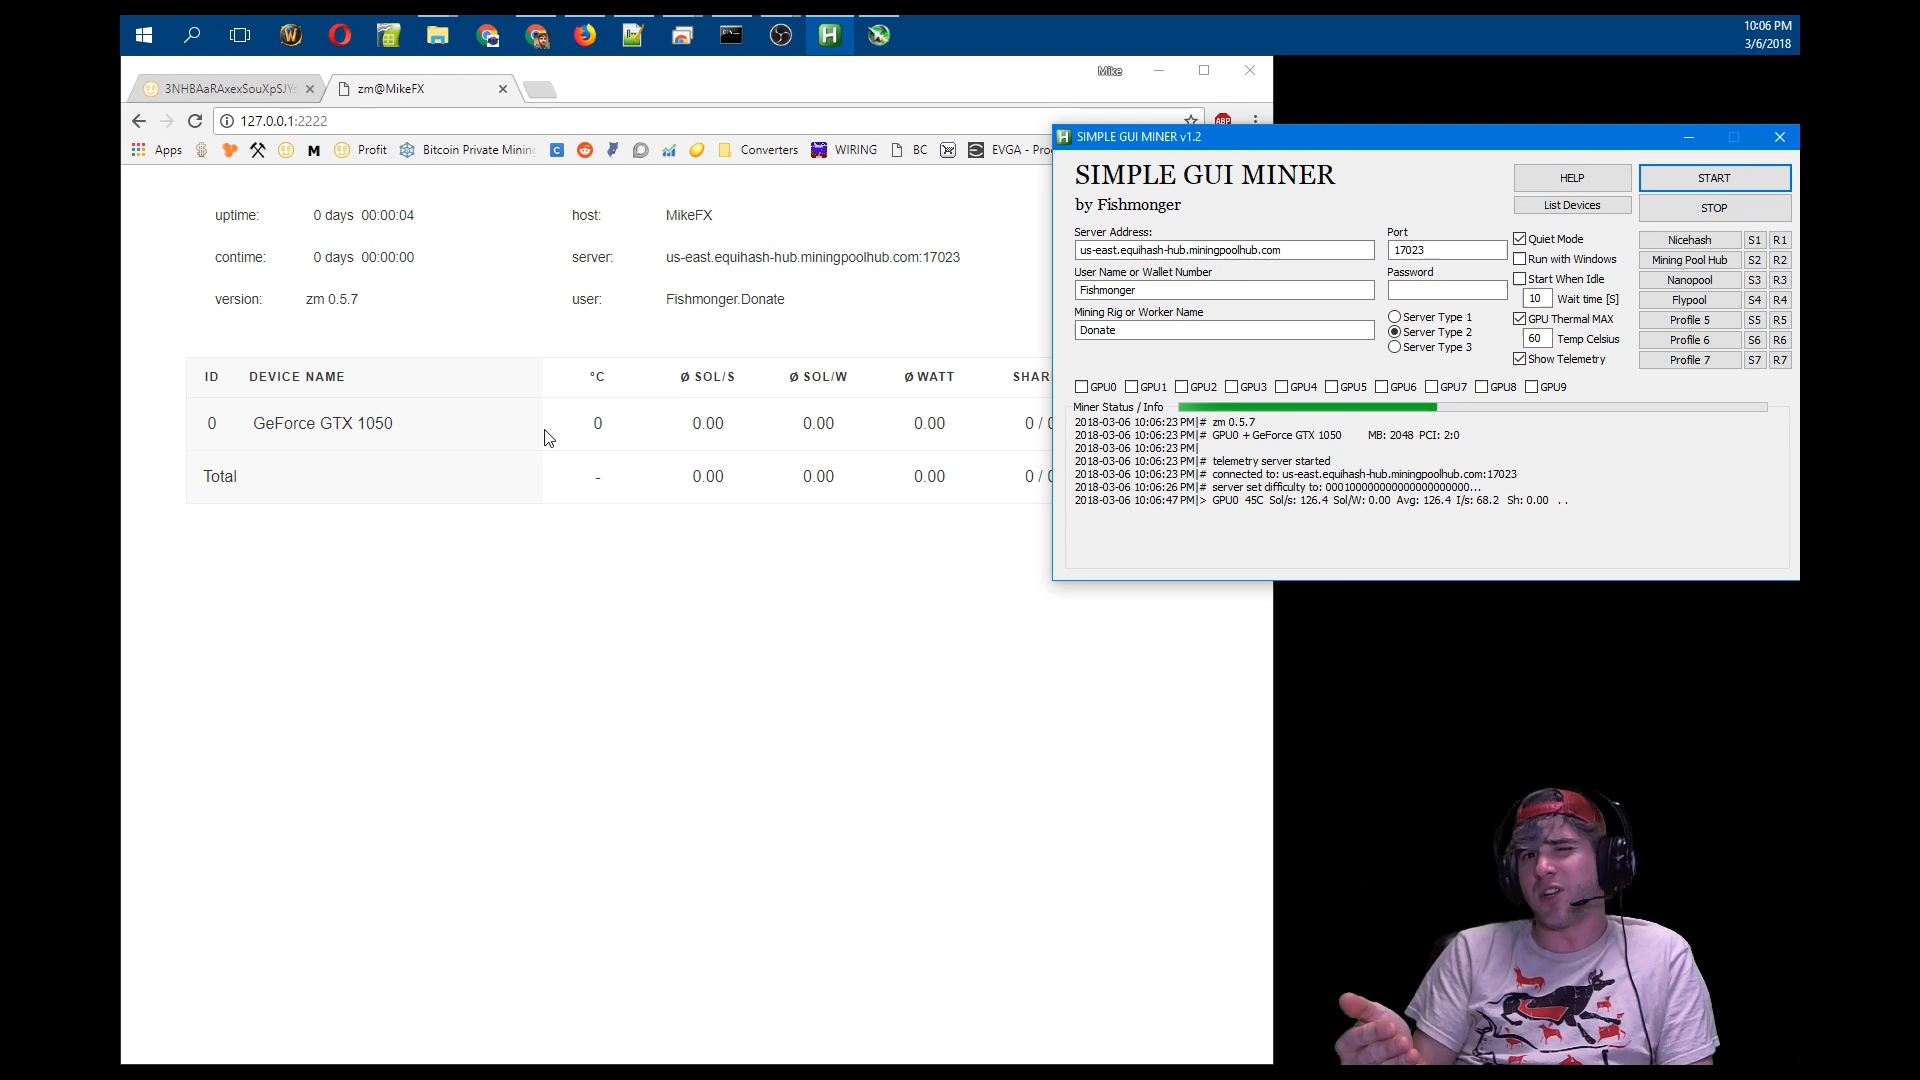 10:06 PM
3/6/2018
Mike
3NHBAaRAxexSouXpSJYs
zm@MikeFX
127.0.0.1:2222
ABP
Apps
M
Profit
Bitcoin Private Mining
C
Converters
WIRING
BC
EVGA - Pro
uptime: 0 days 00:00:04 host: MikeFX
contime: 0 days 00:00:00 server: us-east.equihash-hub.miningpoolhub.com:17023
version: zm 0.5.7 user: Fishmonger.Donate
ID DEVICE NAME °C Ø SOL/S Ø SOL/W Ø WATT SHAR
0 GeForce GTX 1050 0 0.00 0.00 0.00 0 / 0
Total - 0.00 0.00 0.00 0 / 0
SIMPLE GUI MINER v1.2
SIMPLE GUI MINER
by Fishmonger
HELP
START
List Devices
STOP
Server Address:
us-east.equihash-hub.miningpoolhub.com
Port
17023
User Name or Wallet Number
Fishmonger
Password
Mining Rig or Worker Name
Donate
Server Type 1
Server Type 2
Server Type 3
Quiet Mode
Run with Windows
Start When Idle
10 Wait time [S]
GPU Thermal MAX
60 Temp Celsius
Show Telemetry
Nicehash S1 R1
Mining Pool Hub S2 R2
Nanopool S3 R3
Flypool S4 R4
Profile 5 S5 R5
Profile 6 S6 R6
Profile 7 S7 R7
GPU0 GPU1 GPU2 GPU3 GPU4 GPU5 GPU6 GPU7 GPU8 GPU9
Miner Status / Info
2018-03-06 10:06:23 PM|# zm 0.5.7
2018-03-06 10:06:23 PM|# GPU0 + GeForce GTX 1050 MB: 2048 PCI: 2:0
2018-03-06 10:06:23 PM|
2018-03-06 10:06:23 PM|# telemetry server started
2018-03-06 10:06:23 PM|# connected to: us-east.equihash-hub.miningpoolhub.com:17023
2018-03-06 10:06:26 PM|# server set difficulty to: 0001000000000000000000000...
2018-03-06 10:06:47 PM|> GPU0 45C Sol/s: 126.4 Sol/W: 0.00 Avg: 126.4 I/s: 68.2 Sh: 0.00 . .